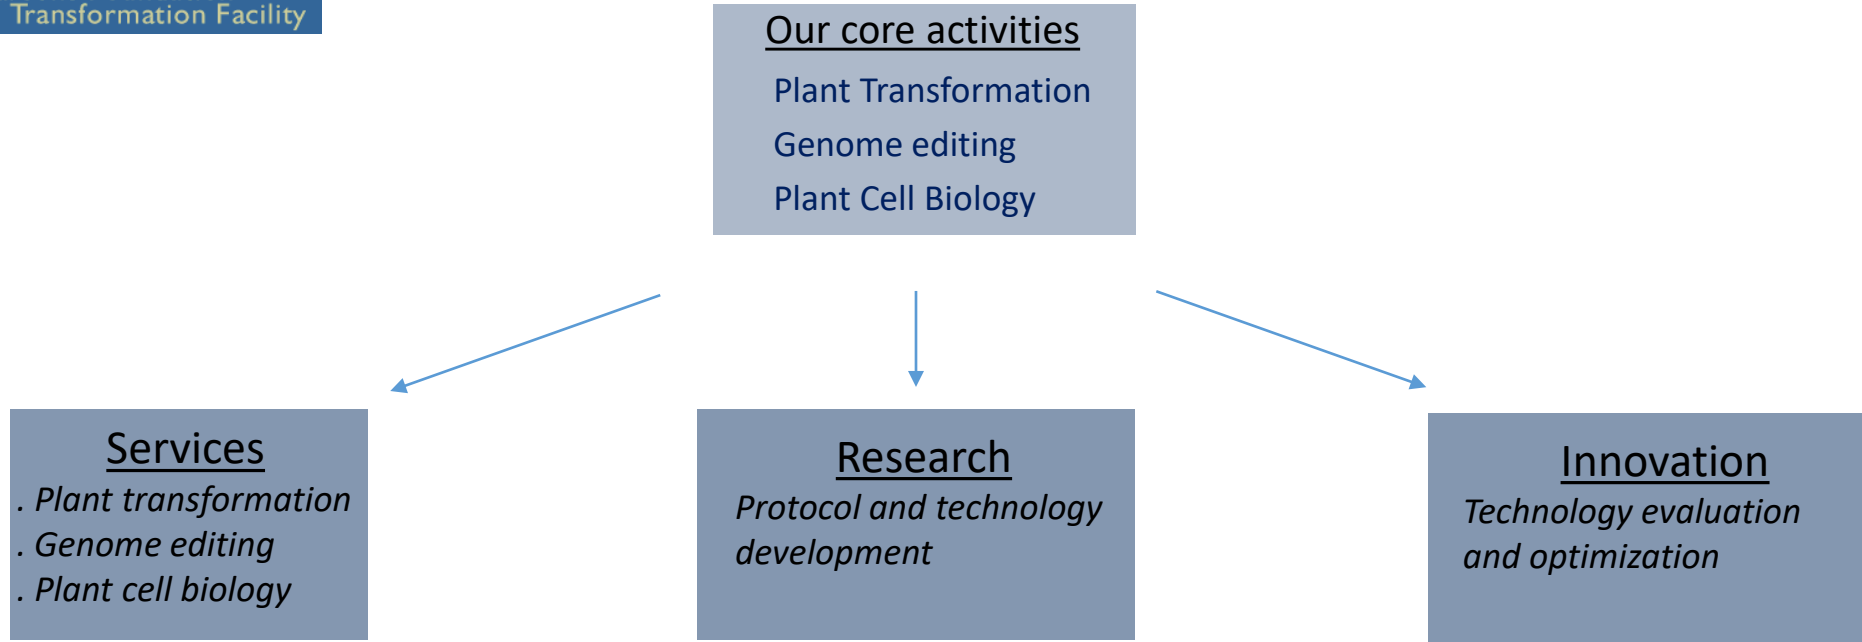 Transformation Facility
Our core activities
Plant Transformation
Genome editing
Plant Cell Biology
Services
. Plant transformation
. Genome editing
. Plant cell biology
Research
Protocol and technology
development
Innovation
Technology evaluation
and optimization